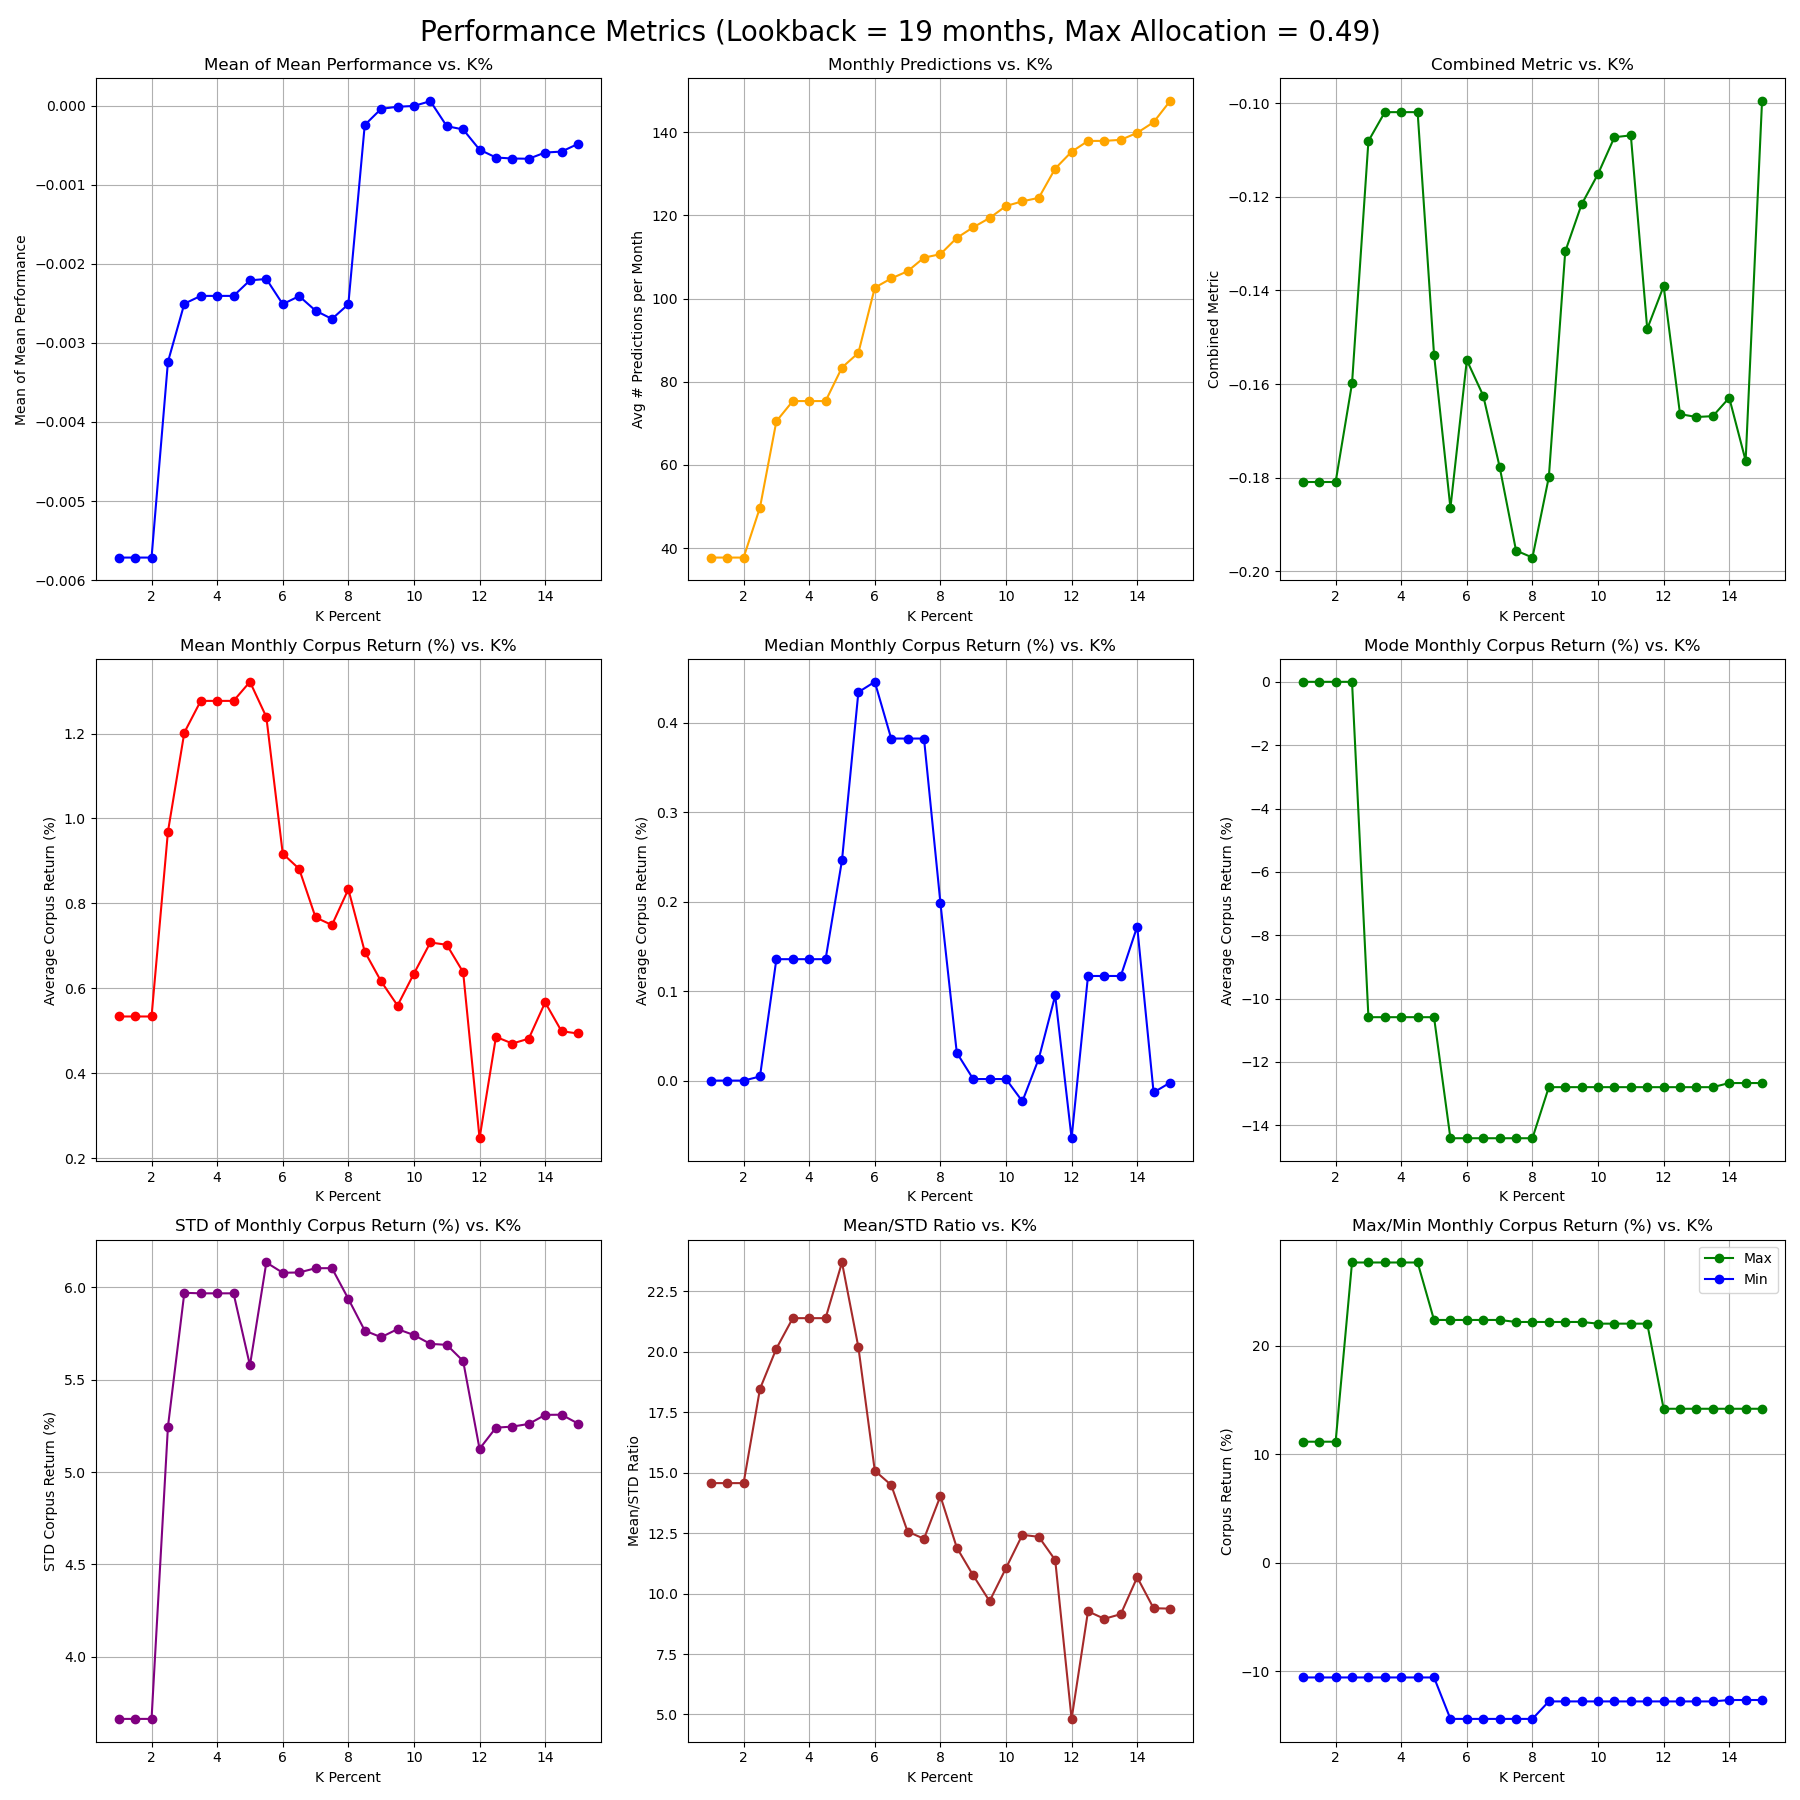 Performance Metrics (Lookback = 19 months, Max Allocation = 0.49)
Mean of Mean Performance vs. K%
Mean of Mean Performance
0.000
−0.001
−0.002
−0.003
−0.004
−0.005
−0.006
2 4 6 8 10 12 14
K Percent
Monthly Predictions vs. K%
Avg # Predictions per Month
140
120
100
80
60
40
2 4 6 8 10 12 14
K Percent
Combined Metric vs. K%
Combined Metric
−0.10
−0.12
−0.14
−0.16
−0.18
−0.20
2 4 6 8 10 12 14
K Percent
Mean Monthly Corpus Return (%) vs. K%
Average Corpus Return (%)
1.2
1.0
0.8
0.6
0.4
0.2
2 4 6 8 10 12 14
K Percent
Median Monthly Corpus Return (%) vs. K%
Average Corpus Return (%)
0.4
0.3
0.2
0.1
0.0
2 4 6 8 10 12 14
K Percent
Mode Monthly Corpus Return (%) vs. K%
Average Corpus Return (%)
0
−2
−4
−6
−8
−10
−12
−14
2 4 6 8 10 12 14
K Percent
STD of Monthly Corpus Return (%) vs. K%
STD Corpus Return (%)
6.0
5.5
5.0
4.5
4.0
2 4 6 8 10 12 14
K Percent
Mean/STD Ratio vs. K%
Mean/STD Ratio
22.5
20.0
17.5
15.0
12.5
10.0
7.5
5.0
2 4 6 8 10 12 14
K Percent
Max/Min Monthly Corpus Return (%) vs. K%
Corpus Return (%)
Max
Min
20
10
0
−10
2 4 6 8 10 12 14
K Percent